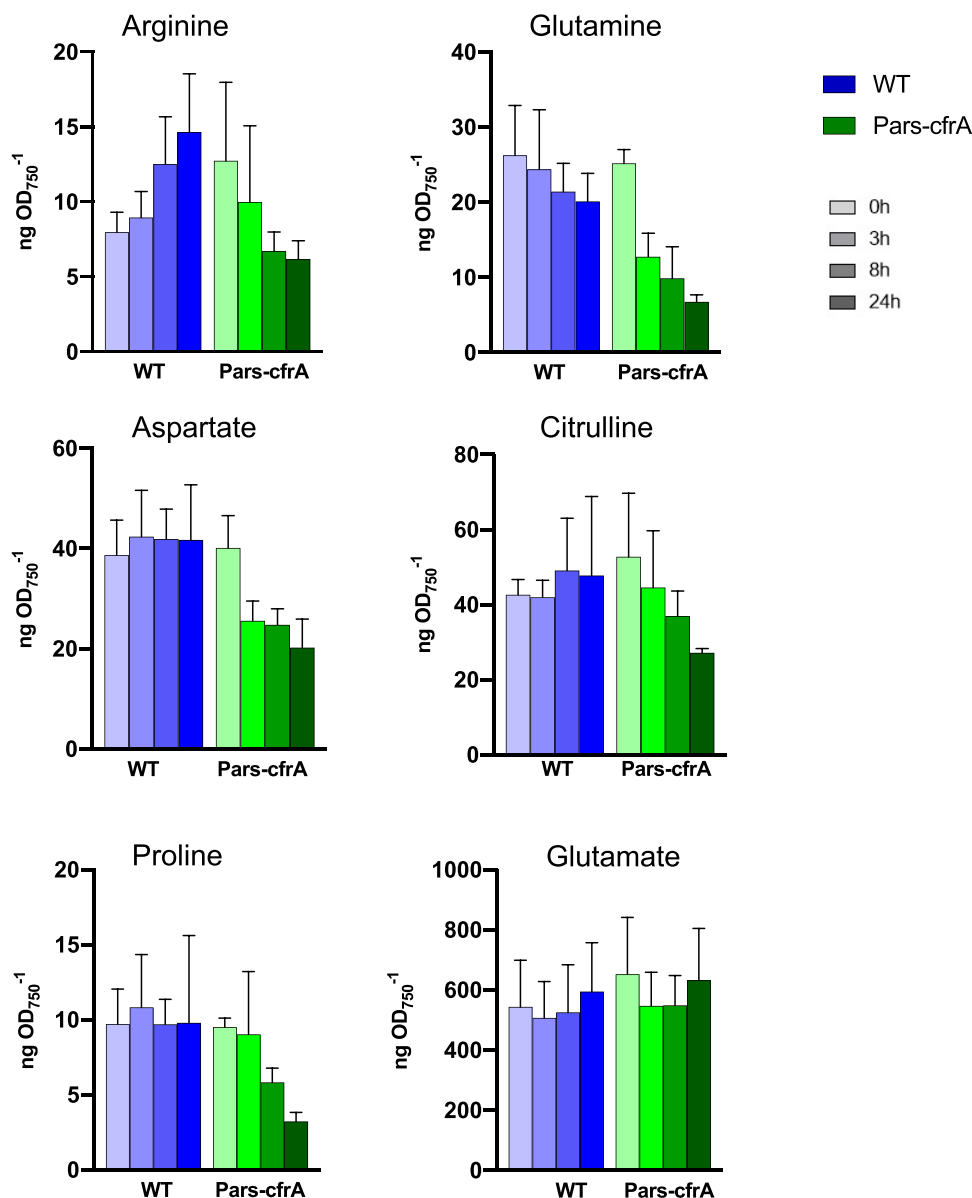 Arginine
20
15
10
5
0
ng OD750-1
WT
Pars-cfrA
Glutamine
40
30
20
10
0
ng OD750-1
WT
Pars-cfrA
WT
Pars-cfrA
0h
3h
8h
24h
Aspartate
60
40
20
0
ng OD750-1
WT
Pars-cfrA
Citrulline
80
60
40
20
0
ng OD750-1
WT
Pars-cfrA
Proline
20
15
10
5
0
ng OD750-1
WT
Pars-cfrA
Glutamate
1000
800
600
400
200
0
ng OD750-1
WT
Pars-cfrA